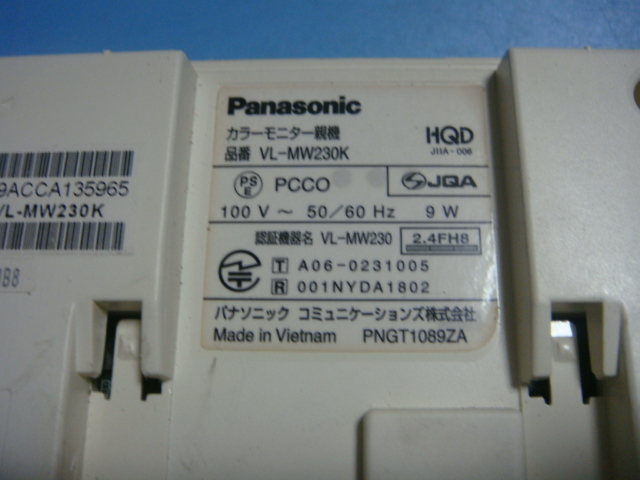 Panasonic
カラーモニター親機
品番 VL-MW230K
HQD
J11A-006
PS
E
PCCO
JQA
100 V ～ 50/60 Hz 9 W
認証機器名 VL-MW230 2.4FH8
T A06-0231005
R 001NYDA1802
パナソニック コミュニケーションズ株式会社
Made in Vietnam PNGT1089ZA
9ACCA135965
VL-MW230K